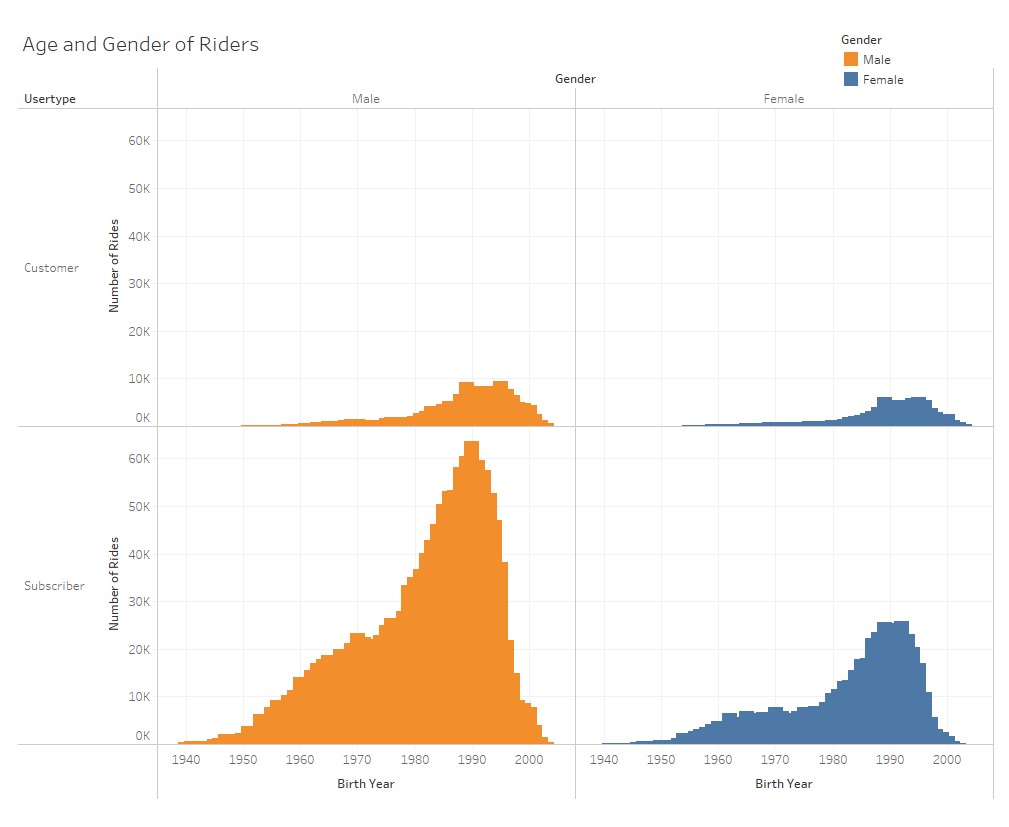 Age and Gender of Riders
Gender
Male
Female
Gender
Usertype
Male
Female
Customer
Number of Rides
60K
50K
40K
30K
20K
10K
0K
Subscriber
Number of Rides
60K
50K
40K
30K
20K
10K
0K
1940 1950 1960 1970 1980 1990 2000
1940 1950 1960 1970 1980 1990 2000
Birth Year
Birth Year